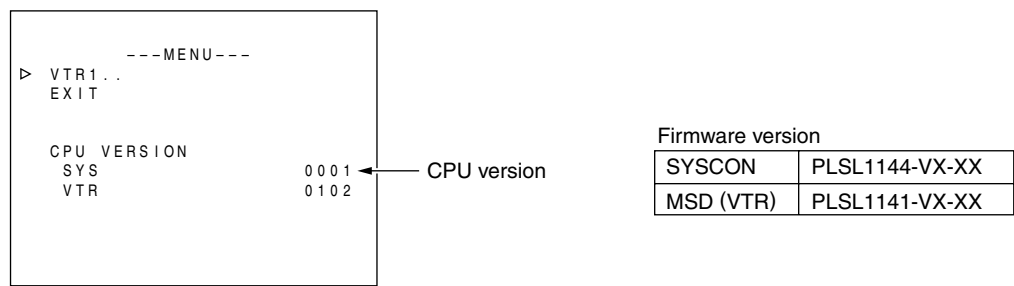 ---MENU---
▷ VTR1..
EXIT
CPU VERSION
SYS 0001
VTR 0102
CPU version
Firmware version
SYSCON PLSL1144-VX-XX
MSD (VTR) PLSL1141-VX-XX